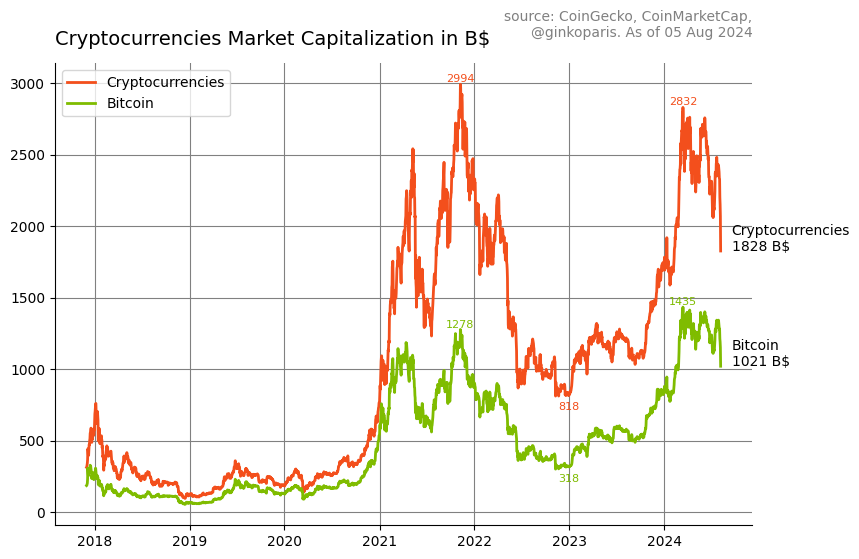 source: CoinGecko, CoinMarketCap,
@ginkoparis. As of 05 Aug 2024
Cryptocurrencies Market Capitalization in B$
Cryptocurrencies
Bitcoin
3000
2500
2000
1500
1000
500
0
2994
2832
1278
1435
818
318
Cryptocurrencies
1828 B$
Bitcoin
1021 B$
2018 2019 2020 2021 2022 2023 2024